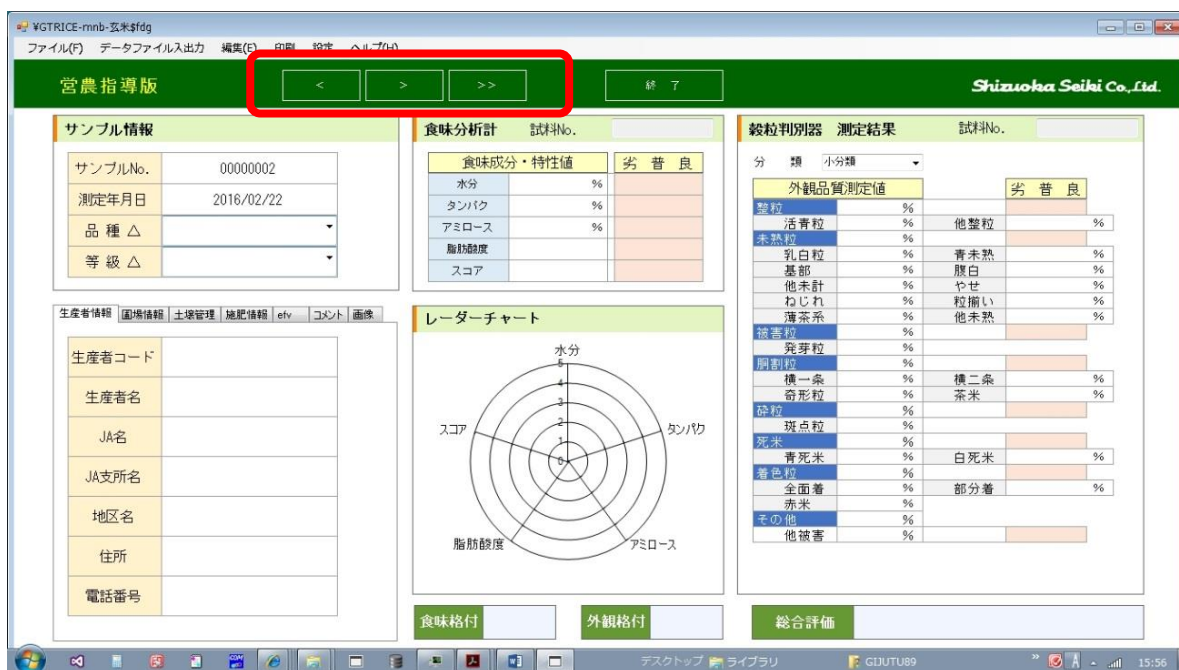 ¥GTRICE-mnb-玄米$fdg
ファイル(F) データファイル入出力 編集(E) 印刷 設定 ヘルプ(H)
営農指導版 < > >> 終 了 Shizuoka Seiki Co.,Ltd.
サンプル情報
サンプルNo. 00000002
測定年月日 2016/02/22
品 種 △
等 級 △
生産者情報 圃場情報 土壌管理 施肥情報 efv コメント 画像
生産者コード
生産者名
JA名
JA支所名
地区名
住所
電話番号
食味分析計 試料No.
食味成分・特性値 劣 普 良
水分 %
タンパク %
アミロース %
脂肪酸度
スコア
レーダーチャート
水分
5
4
3
2
1
0
スコア タンパク
脂肪酸度 アミロース
食味格付 外観格付
穀粒判別器 測定結果 試料No.
分 類 小分類
外観品質測定値 劣 普 良
整粒 %
活青粒 % 他整粒 %
未熟粒 %
乳白粒 % 青未熟 %
基部 % 腹白 %
他未計 % やせ %
ねじれ % 粒揃い %
薄茶系 % 他未熟 %
被害粒 %
発芽粒 %
胴割粒 %
横一条 % 横二条 %
奇形粒 % 茶米 %
砕粒 %
斑点粒 %
死米 %
青死米 % 白死米 %
着色粒 %
全面着 % 部分着 %
赤米 %
その他 %
他被害 %
総合評価
デスクトップ ライブラリ GIJUTU89 15:56